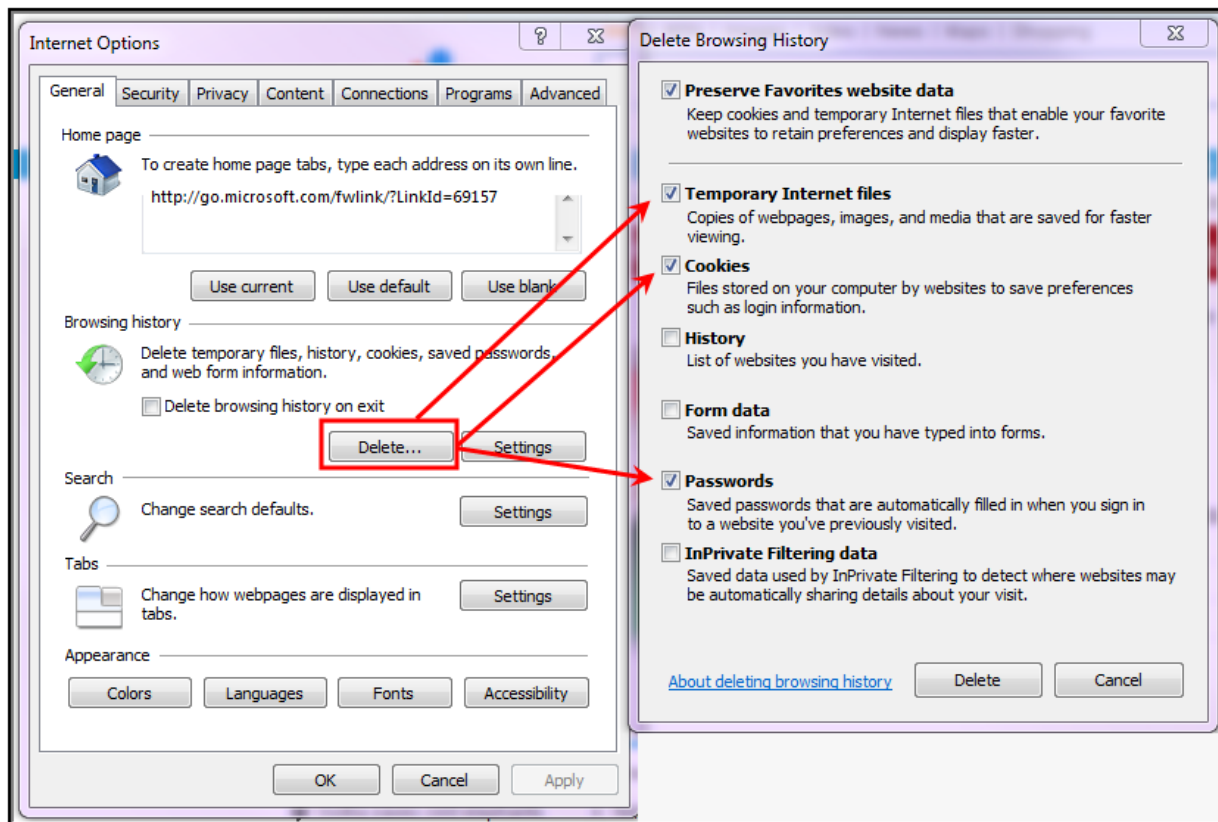 Internet Options
General
Security
Privacy
Content
Connections
Programs
Advanced
Home page
To create home page tabs, type each address on its own line.
http://go.microsoft.com/fwlink/?LinkId=69157
Use current
Use default
Use blank
Browsing history
Delete temporary files, history, cookies, saved passwords,
and web form information.
Delete browsing history on exit
Delete...
Settings
Search
Change search defaults.
Settings
Tabs
Change how webpages are displayed in
tabs.
Settings
Appearance
Colors
Languages
Fonts
Accessibility
OK
Cancel
Apply
Delete Browsing History
Preserve Favorites website data
Keep cookies and temporary Internet files that enable your favorite
websites to retain preferences and display faster.
Temporary Internet files
Copies of webpages, images, and media that are saved for faster
viewing.
Cookies
Files stored on your computer by websites to save preferences
such as login information.
History
List of websites you have visited.
Form data
Saved information that you have typed into forms.
Passwords
Saved passwords that are automatically filled in when you sign in
to a website you've previously visited.
InPrivate Filtering data
Saved data used by InPrivate Filtering to detect where websites may
be automatically sharing details about your visit.
About deleting browsing history
Delete
Cancel